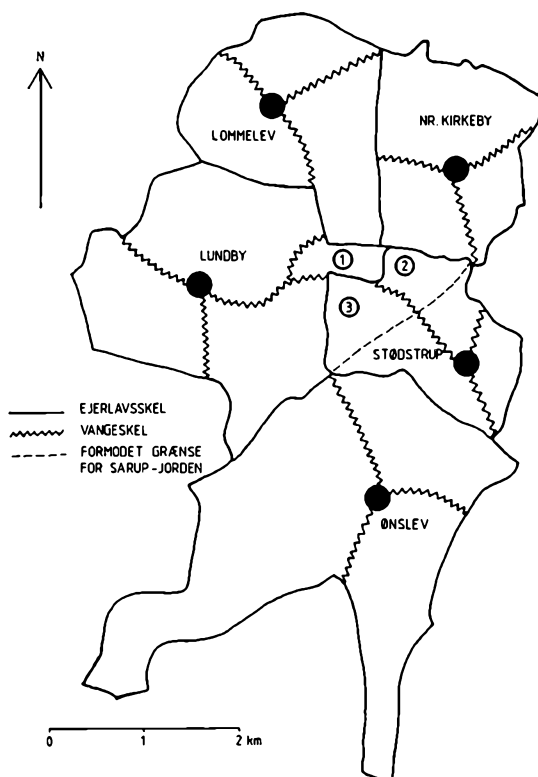 N
LOMMELEV
NR. KIRKEBY
LUNDBY
1
2
3
STØDSTRUP
EJERLAVSSKEL
VANGESKEL
FORMODET GRÆNSE
FOR SARUP-JORDEN
ØNSLEV
0 1 2 km